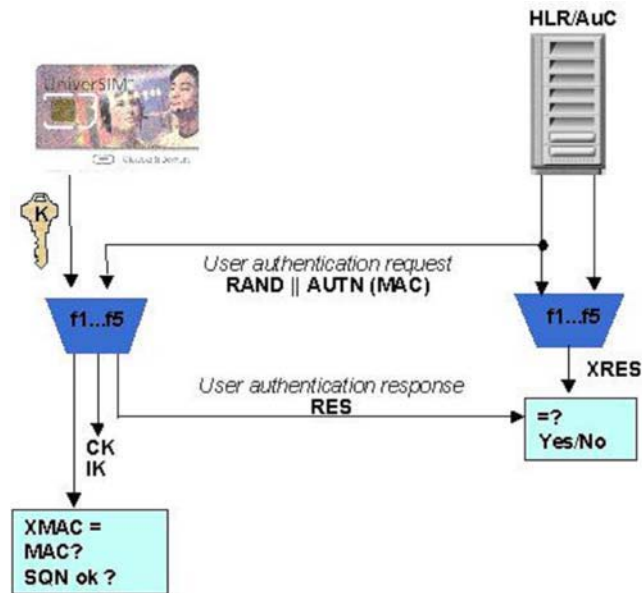 HLR/AuC
UniverSIM
K
User authentication request
RAND || AUTN (MAC)
f1...f5
f1...f5
XRES
User authentication response
RES
=?
Yes/No
CK
IK
XMAC =
MAC?
SQN ok ?